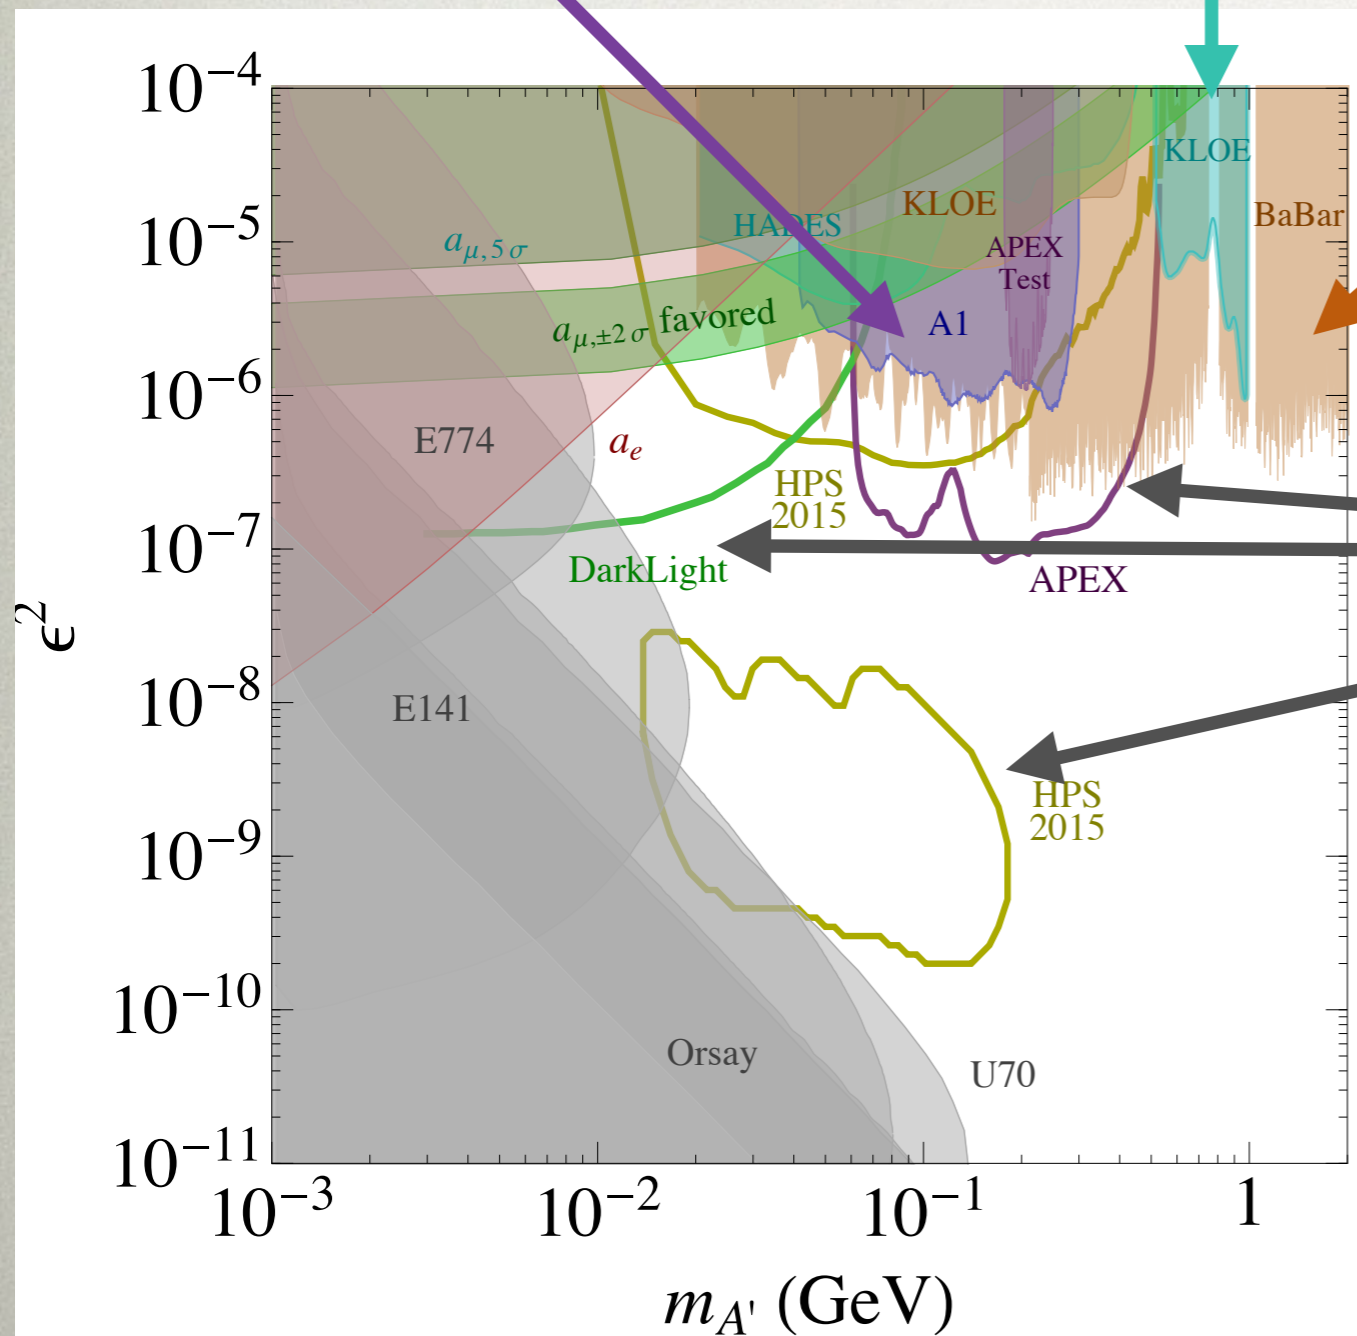 10⁻⁴
10⁻⁵
10⁻⁶
10⁻⁷
10⁻⁸
10⁻⁹
10⁻¹⁰
10⁻¹¹
ϵ²
KLOE
KLOE
BaBar
HADES
a_{μ,5σ}
APEX
Test
A1
a_{μ,±2σ} favored
E774
a_e
HPS
2015
DarkLight
APEX
E141
HPS
2015
Orsay
U70
10⁻³
10⁻²
10⁻¹
1
m_{A'} (GeV)